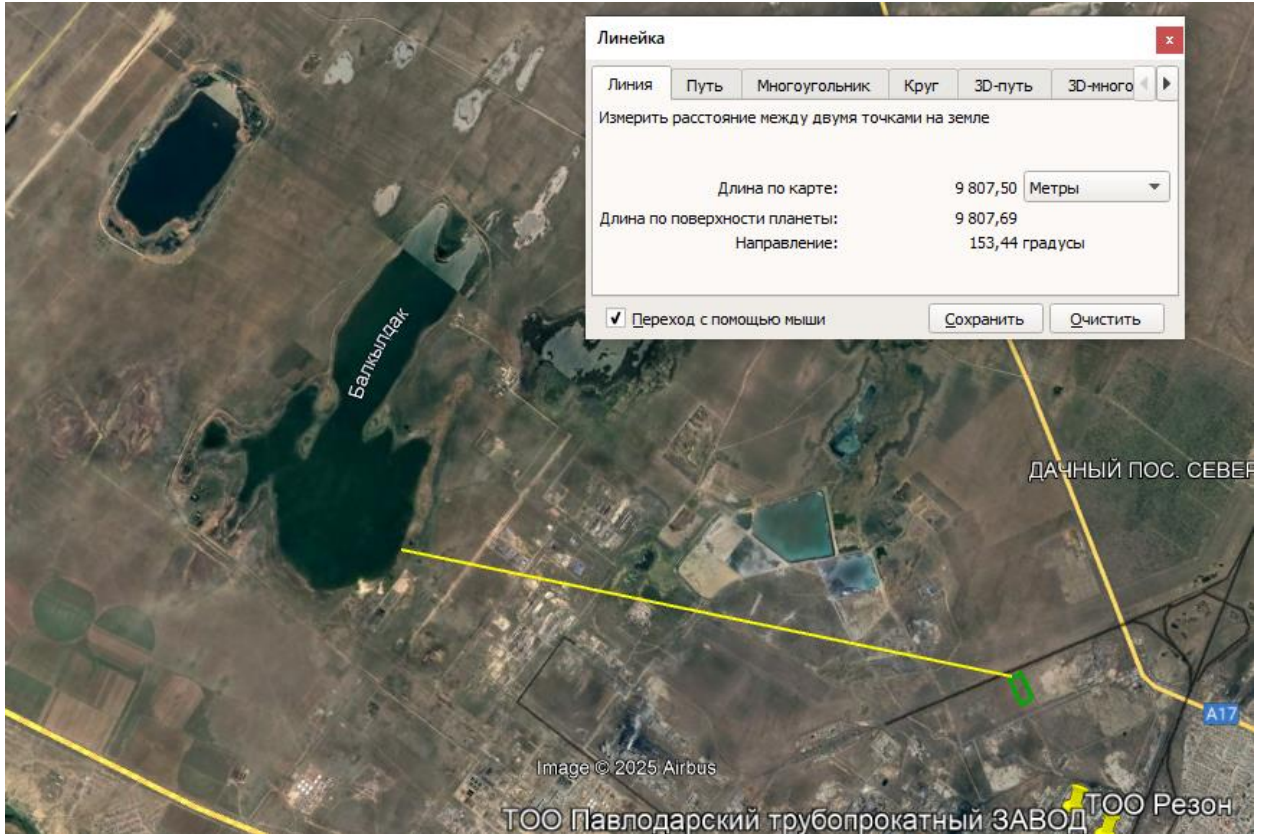 Линейка
x
Линия Путь Многоугольник Круг 3D-путь 3D-много
Измерить расстояние между двумя точками на земле
Длина по карте: 9 807,50 Метры
Длина по поверхности планеты: 9 807,69
Направление: 153,44 градусы
Переход с помощью мыши Сохранить Очистить
Балкылдак
ДАЧНЫЙ ПОС. СЕВЕР
A17
Image © 2025 Airbus
ТОО Павлодарский трубопрокатный ЗАВОД
ТОО Резон